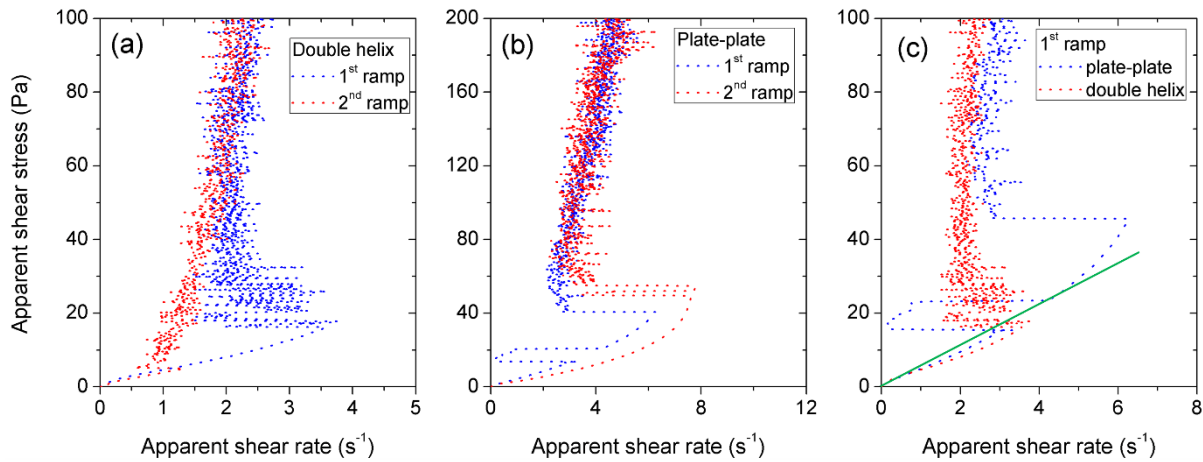 (a)
Double helix
1st ramp
2nd ramp
100
80
60
40
20
0
0 1 2 3 4 5
Apparent shear stress (Pa)
Apparent shear rate (s-1)
(b)
Plate-plate
1st ramp
2nd ramp
200
160
120
80
40
0
0 4 8 12
Apparent shear rate (s-1)
(c)
1st ramp
plate-plate
double helix
100
80
60
40
20
0
0 2 4 6 8
Apparent shear rate (s-1)